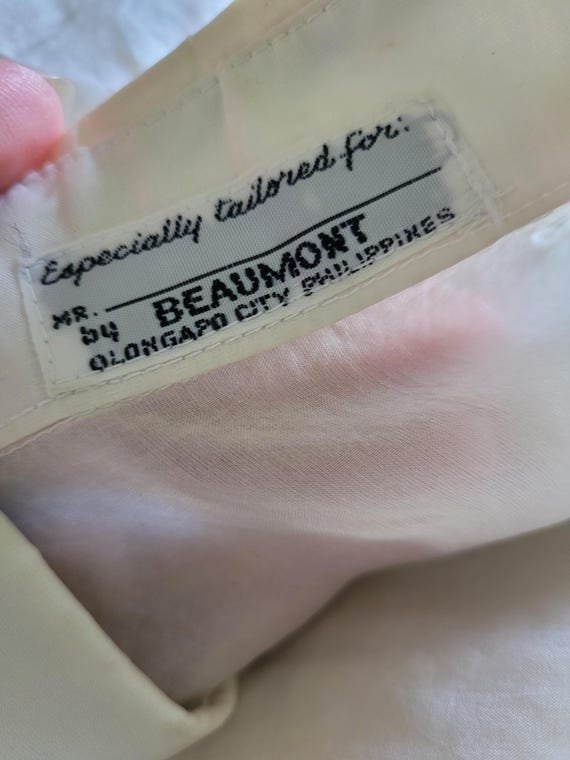 Especially tailored for:
MR.
by BEAUMONT
OLONGAPO CITY PHILIPPINES